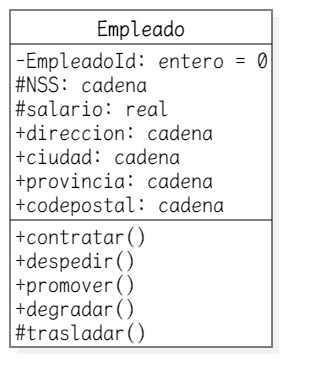 Empleado
-EmpleadoId: entero = 0
#NSS: cadena
#salario: real
+direccion: cadena
+ciudad: cadena
+provincia: cadena
+codepostal: cadena
+contratar()
+despedir()
+promover()
+degradar()
#trasladar()